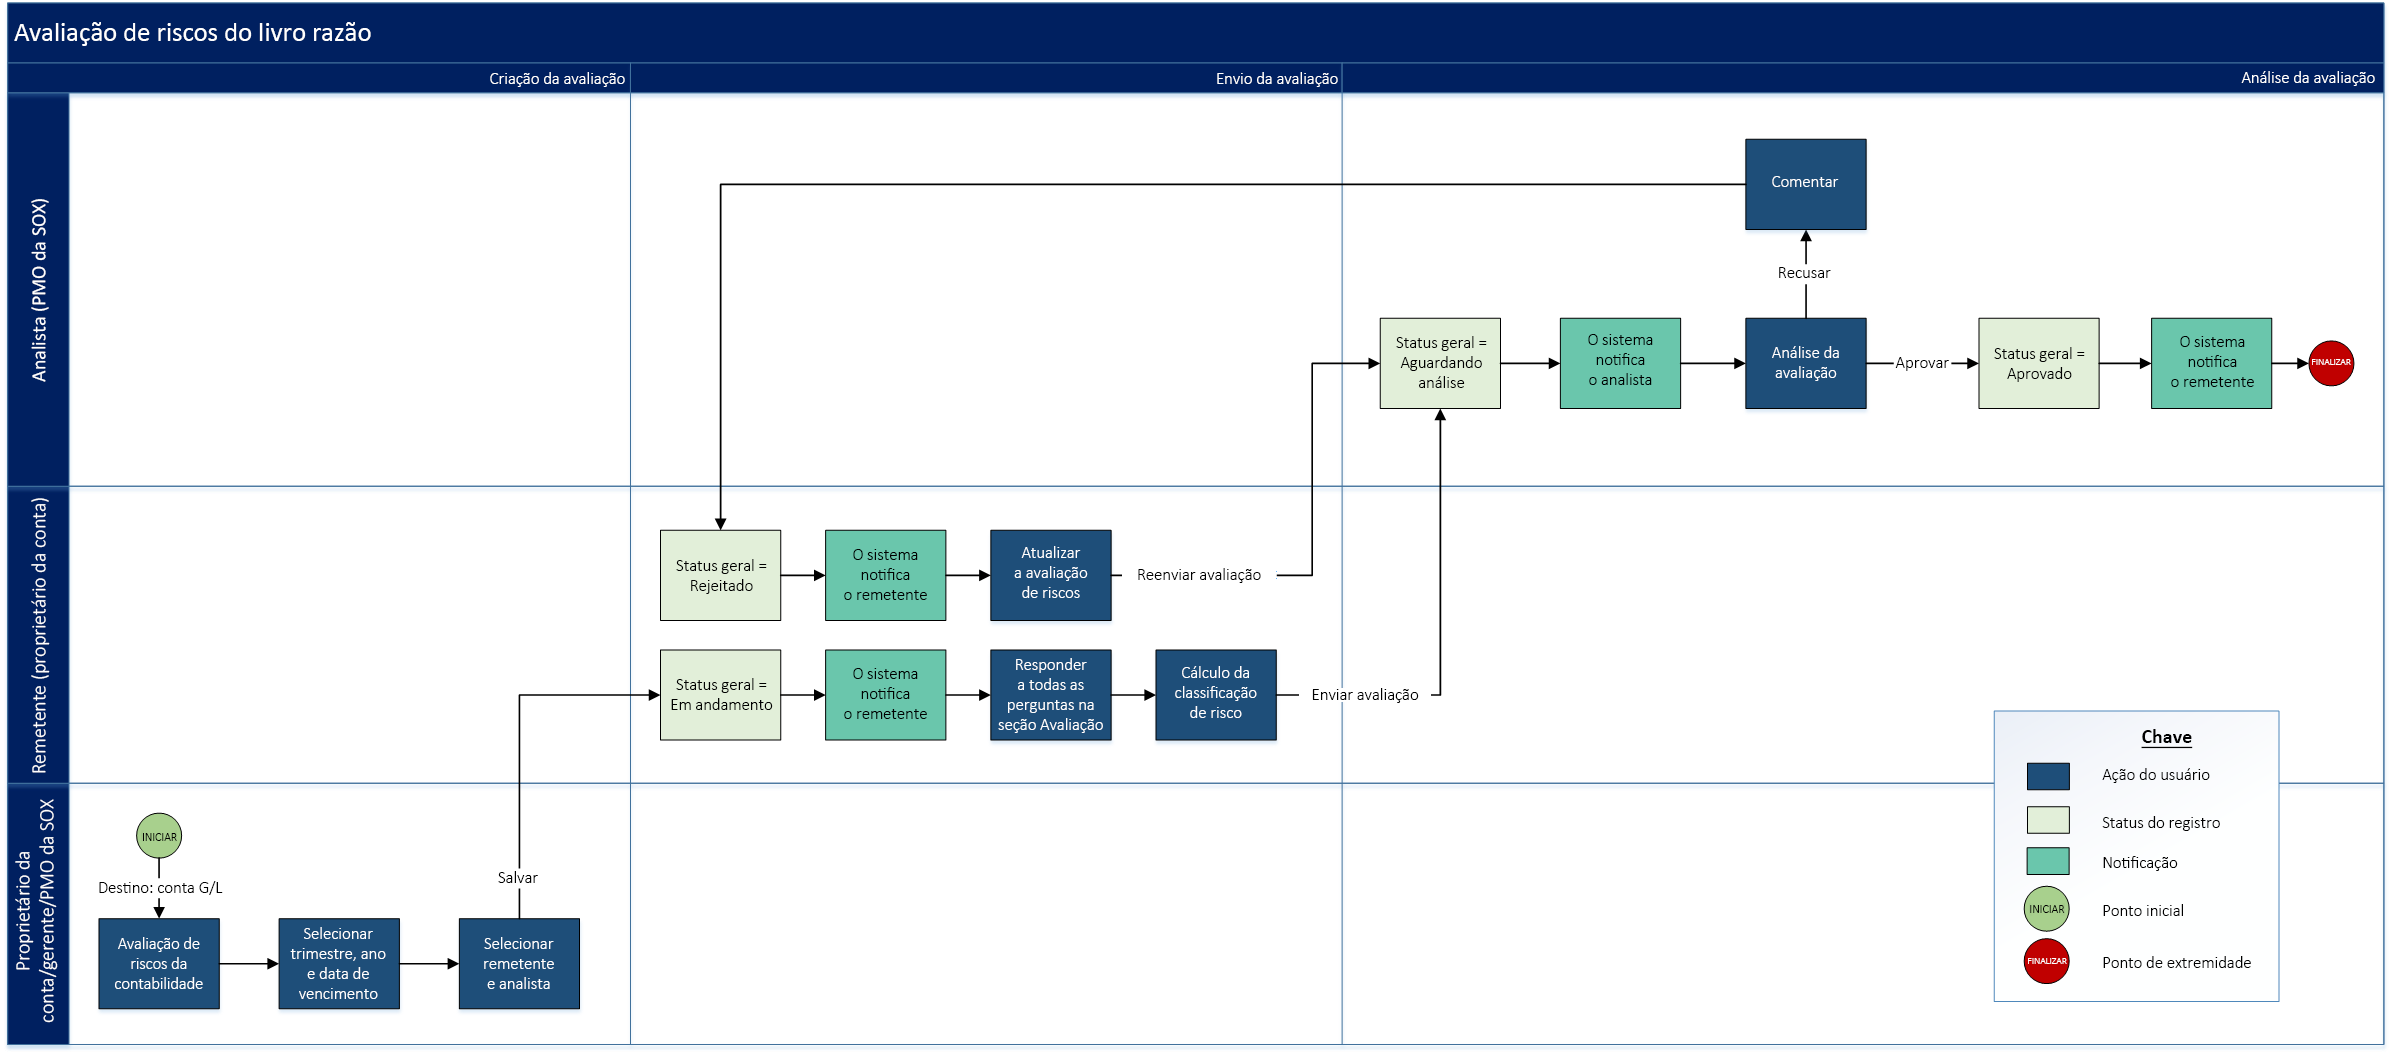 Avaliação de riscos do livro razão
Criação da avaliação
Envio da avaliação
Análise da avaliação
Analista (PMO da SOX)
Comentar
Recusar
Status geral =
Aguardando
análise
O sistema
notifica
o analista
Análise da
avaliação
Aprovar
Status geral =
Aprovado
O sistema
notifica
o remetente
FINALIZAR
Remetente (proprietário da conta)
Status geral =
Rejeitado
O sistema
notifica
o remetente
Atualizar
a avaliação
de riscos
Reenviar avaliação
Status geral =
Em andamento
O sistema
notifica
o remetente
Responder
a todas as
perguntas na
seção Avaliação
Cálculo da
classificação
de risco
Enviar avaliação
Proprietário da
conta/gerente/PMO da SOX
INICIAR
Destino: conta G/L
Avaliação de
riscos da
contabilidade
Selecionar
trimestre, ano
e data de
vencimento
Selecionar
remetente
e analista
Salvar
Chave
Ação do usuário
Status do registro
Notificação
INICIAR
Ponto inicial
FINALIZAR
Ponto de extremidade